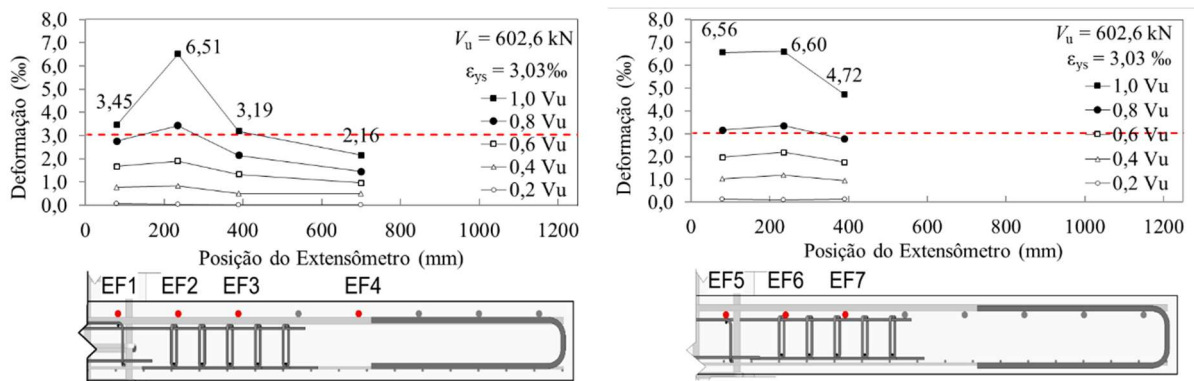 8,0
7,0
6,0
5,0
4,0
3,0
2,0
1,0
0,0
Deformação (‰)
3,45
6,51
3,19
2,16
Vu = 602,6 kN
εys = 3,03‰
1,0 Vu
0,8 Vu
0,6 Vu
0,4 Vu
0,2 Vu
0 200 400 600 800 1000 1200
Posição do Extensômetro (mm)
EF1 EF2 EF3 EF4
8,0
7,0
6,0
5,0
4,0
3,0
2,0
1,0
0,0
Deformação (‰)
6,56
6,60
4,72
Vu = 602,6 kN
εys = 3,03‰
1,0 Vu
0,8 Vu
0,6 Vu
0,4 Vu
0,2 Vu
0 200 400 600 800 1000 1200
Posição do Extensômetro (mm)
EF5 EF6 EF7